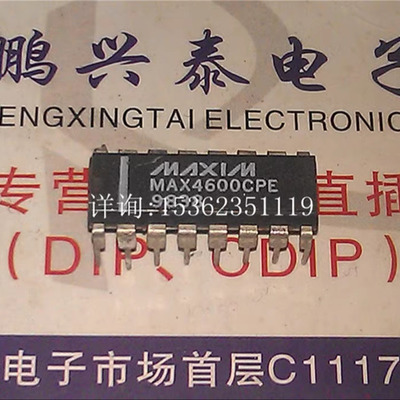 鹏兴泰电子
ENGXINGTAI ELECTRONIC
MAXIM
MAX4600CPE
专营
直插
详询:15362351119
(DIP、CDIP)
电子市场首层C1117